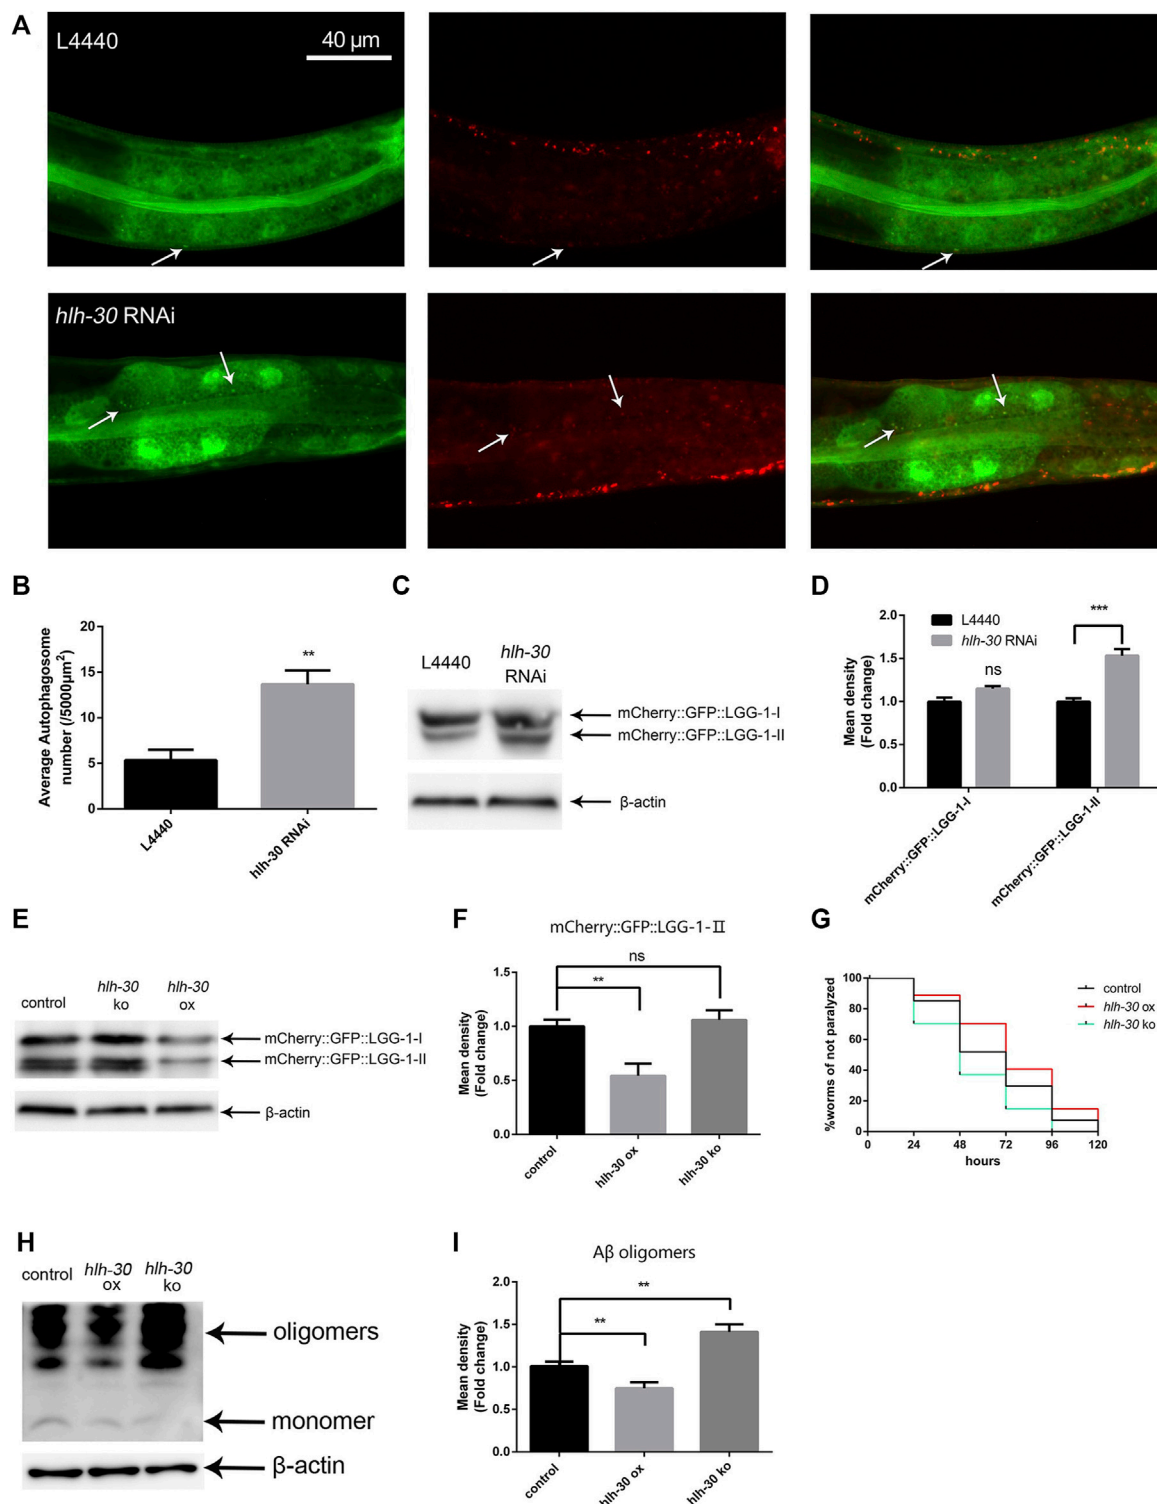 A
L4440
40 µm
hlh-30 RNAi
B
Average Autophagosome
number (/5000µm²)
20
15
10
5
0
**
L4440
hlh-30 RNAi
C
L4440
hlh-30
RNAi
mCherry::GFP::LGG-1-I
mCherry::GFP::LGG-1-II
β-actin
D
Mean density
(Fold change)
2.0
1.5
1.0
0.5
0.0
L4440
hlh-30 RNAi
ns
***
mCherry::GFP::LGG-1-I
mCherry::GFP::LGG-1-II
E
control
hlh-30
ko
hlh-30
ox
mCherry::GFP::LGG-1-I
mCherry::GFP::LGG-1-II
β-actin
F
mCherry::GFP::LGG-1-II
Mean density
(Fold change)
1.5
1.0
0.5
0.0
ns
**
control
hlh-30 ox
hlh-30 ko
G
%worms of not paralyzed
100
80
60
40
20
0
0 24 48 72 96 120
hours
control
hlh-30 ox
hlh-30 ko
H
control
hlh-30
ox
hlh-30
ko
oligomers
monomer
β-actin
I
Aβ oligomers
Mean density
(Fold change)
2.0
1.5
1.0
0.5
0.0
**
**
control
hlh-30 ox
hlh-30 ko